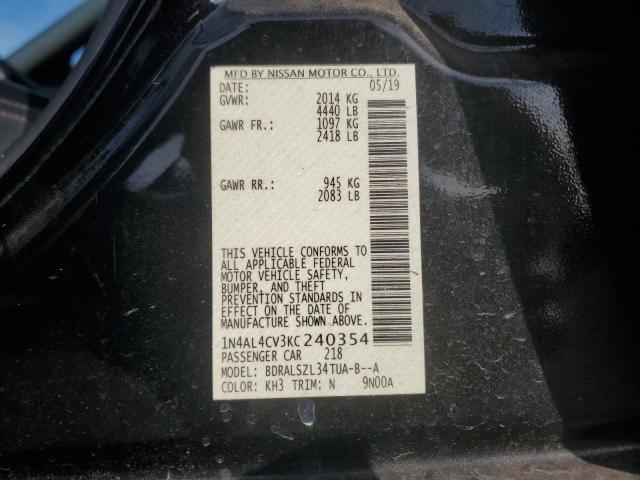 MFD BY NISSAN MOTOR CO., LTD.
DATE: 05/19
GVWR: 2014 KG
4440 LB
GAWR FR.: 1097 KG
2418 LB
GAWR RR.: 945 KG
2083 LB
THIS VEHICLE CONFORMS TO
ALL APPLICABLE FEDERAL
MOTOR VEHICLE SAFETY,
BUMPER, AND THEFT
PREVENTION STANDARDS IN
EFFECT ON THE DATE OF
MANUFACTURE SHOWN ABOVE.
1N4AL4CV3KC240354
PASSENGER CAR 218
MODEL: BDRALSZL34TUA-B--A
COLOR: KH3 TRIM: N 9N00A